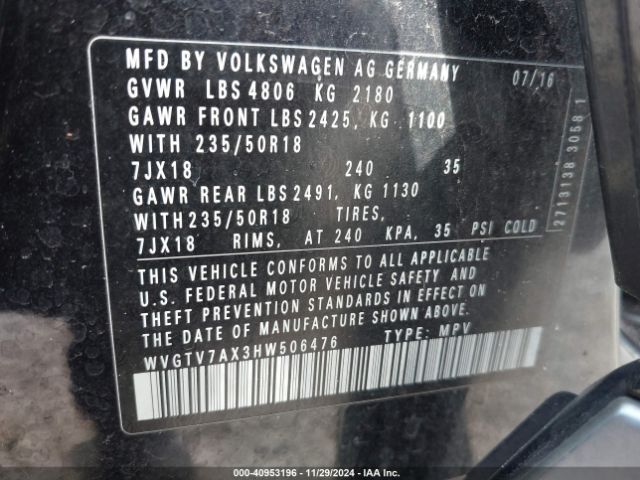 MFD BY VOLKSWAGEN AG GERMANY 07/16
GVWR LBS 4806 KG 2180
GAWR FRONT LBS 2425, KG 1100
WITH 235/50R18
7JX18 240 35
GAWR REAR LBS 2491, KG 1130
WITH 235/50R18 TIRES,
7JX18 RIMS, AT 240 KPA, 35 PSI COLD
THIS VEHICLE CONFORMS TO ALL APPLICABLE
U.S. FEDERAL MOTOR VEHICLE SAFETY AND
THEFT PREVENTION STANDARDS IN EFFECT ON
THE DATE OF MANUFACTURE SHOWN ABOVE.
WVGTV7AX3HW506476 TYPE: MPV
2713138 3058 1
000-40953196 - 11/29/2024 - IAA Inc.